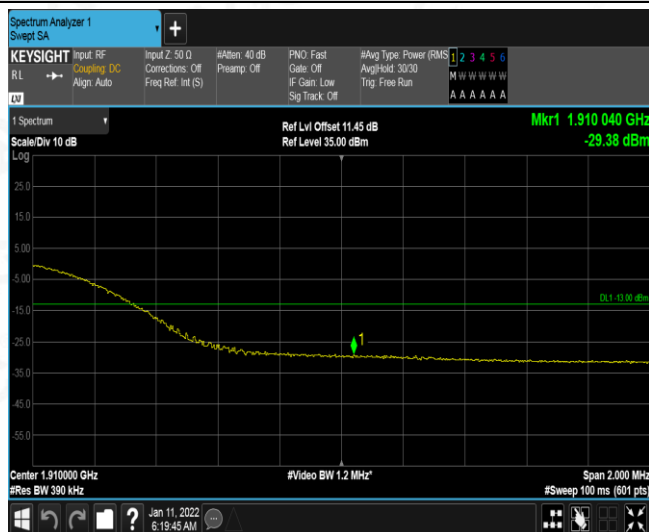 Spectrum Analyzer 1
Swept SA
+
KEYSIGHT
RL
Input: RF
Coupling: DC
Align: Auto
Input Z: 50 Ω
Corrections: Off
Freq Ref: Int (S)
#Atten: 40 dB
Preamp: Off
PNO: Fast
Gate: Off
IF Gain: Low
Sig Track: Off
#Avg Type: Power (RMS
Avg|Hold: 30/30
Trig: Free Run
1 2 3 4 5 6
M W W W W W
A A A A A A
LXI
1 Spectrum
Scale/Div 10 dB
Log
Ref Lvl Offset 11.45 dB
Ref Level 35.00 dBm
Mkr1 1.910 040 GHz
-29.38 dBm
25.0
15.0
5.00
-5.00
DL1 -13.00 dBm
-15.0
-25.0
1
-35.0
-45.0
-55.0
Center 1.910000 GHz
#Res BW 390 kHz
#Video BW 1.2 MHz*
Span 2.000 MHz
#Sweep 100 ms (601 pts)
?
Jan 11, 2022
6:19:45 AM